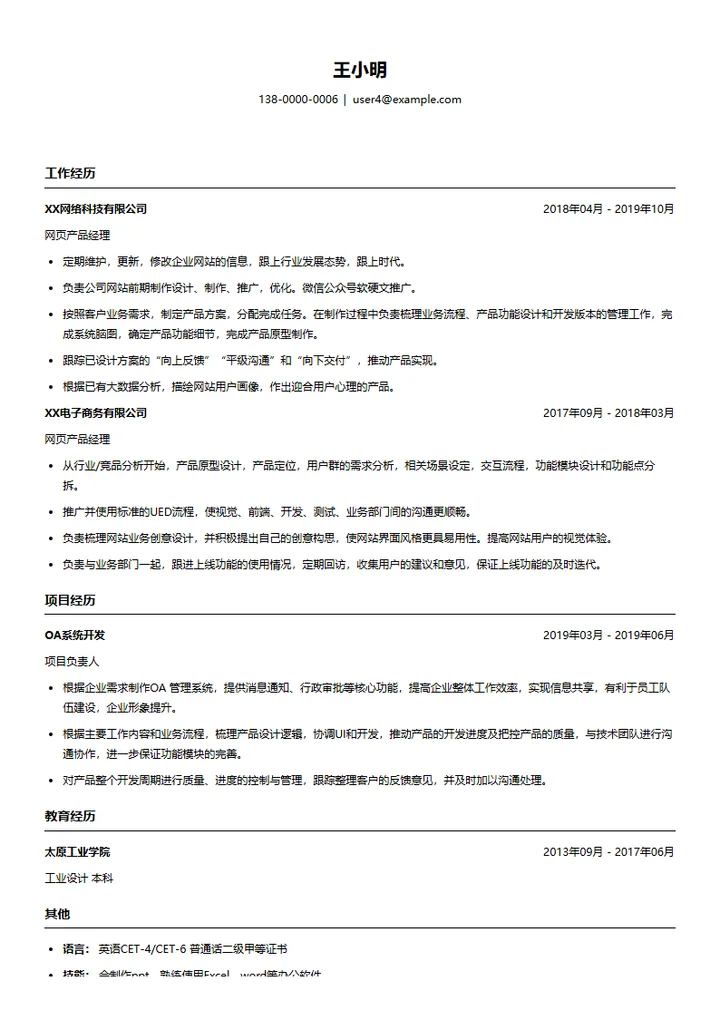 王小明
138-0000-0006 | user4@example.com
工作经历
XX网络科技有限公司 2018年04月 - 2019年10月
网页产品经理
• 定期维护，更新，修改企业网站的信息，跟上行业发展态势，跟上时代。
• 负责公司网站前期制作设计、制作、推广，优化。微信公众号软硬文推广。
• 按照客户业务需求，制定产品方案，分配完成任务。在制作过程中负责梳理业务流程、产品功能设计和开发版本的管理工作，完
成系统脑图，确定产品功能细节，完成产品原型制作。
• 跟踪已设计方案的“向上反馈”“平级沟通”和“向下交付”，推动产品实现。
• 根据已有大数据分析，描绘网站用户画像，作出迎合用户心理的产品。
XX电子商务有限公司 2017年09月 - 2018年03月
网页产品经理
• 从行业/竞品分析开始，产品原型设计，产品定位，用户群的需求分析，相关场景设定，交互流程，功能模块设计和功能点分
拆。
• 推广并使用标准的UED流程，使视觉、前端、开发、测试、业务部门间的沟通更顺畅。
• 负责梳理网站业务创意设计，并积极提出自己的创意构思，使网站界面风格更具易用性。提高网站用户的视觉体验。
• 负责与业务部门一起，跟进上线功能的使用情况，定期回访，收集用户的建议和意见，保证上线功能的及时迭代。
项目经历
OA系统开发 2019年03月 - 2019年06月
项目负责人
• 根据企业需求制作OA 管理系统，提供消息通知、行政审批等核心功能，提高企业整体工作效率，实现信息共享，有利于员工队
伍建设，企业形象提升。
• 根据主要工作内容和业务流程，梳理产品设计逻辑，协调UI和开发，推动产品的开发进度及把控产品的质量，与技术团队进行沟
通协作，进一步保证功能模块的完善。
• 对产品整个开发周期进行质量、进度的控制与管理，跟踪整理客户的反馈意见，并及时加以沟通处理。
教育经历
太原工业学院 2013年09月 - 2017年06月
工业设计 本科
其他
• 语言： 英语CET-4/CET-6 普通话二级甲等证书
• 技能： 会制作ppt，熟练使用Excel、word等办公软件